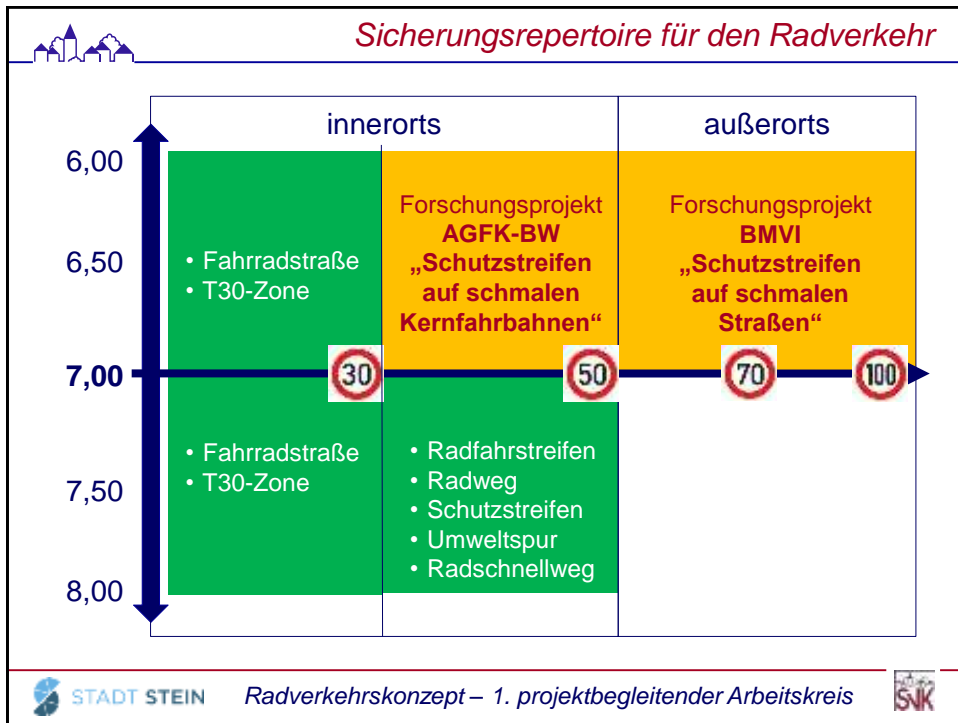 Sicherungsrepertoire für den Radverkehr
innerorts
außerorts
6,00
6,50
7,00
7,50
8,00
• Fahrradstraße
• T30-Zone
Forschungsprojekt
AGFK-BW
„Schutzstreifen
auf schmalen
Kernfahrbahnen“
Forschungsprojekt
BMVI
„Schutzstreifen
auf schmalen
Straßen“
30
50
70
100
• Fahrradstraße
• T30-Zone
• Radfahrstreifen
• Radweg
• Schutzstreifen
• Umweltspur
• Radschnellweg
STADT STEIN
Radverkehrskonzept – 1. projektbegleitender Arbeitskreis
SVK